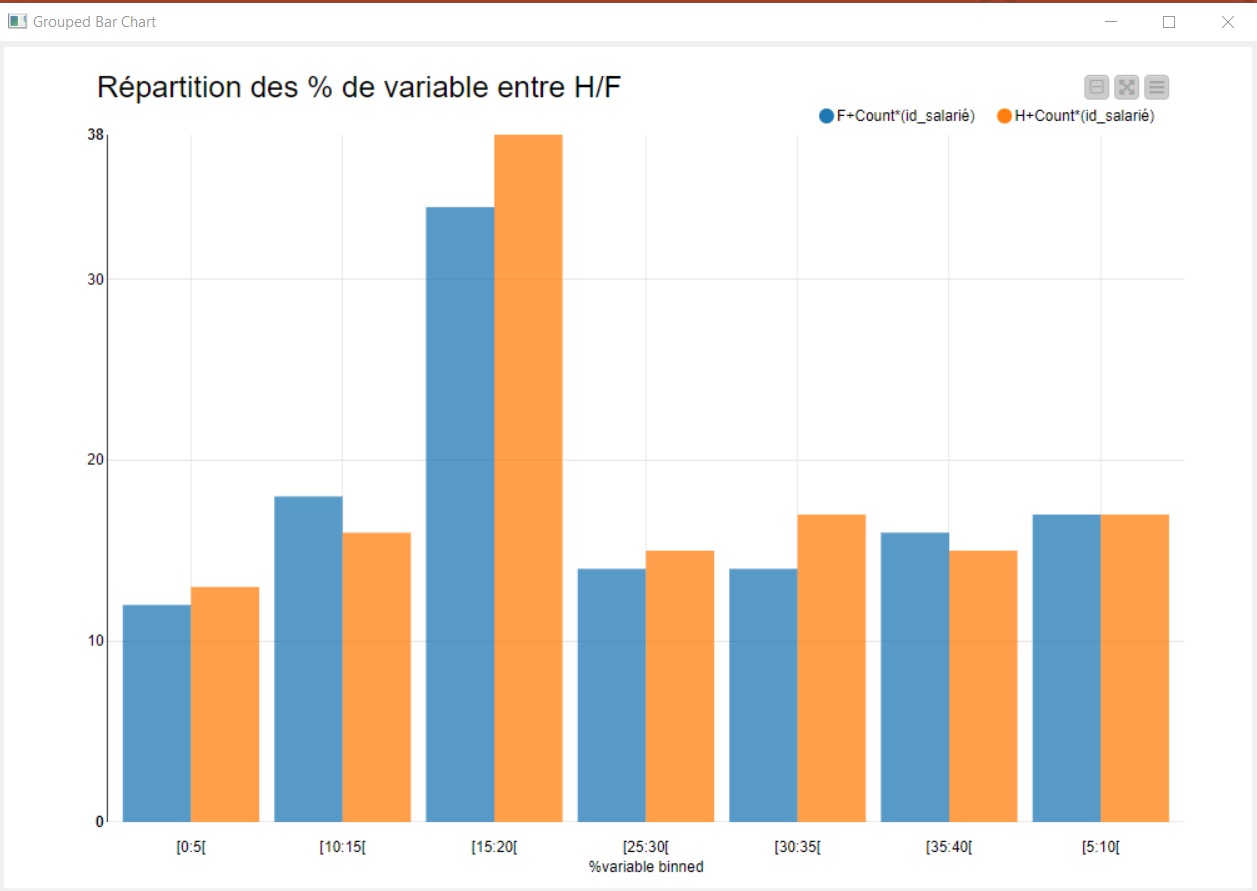 Grouped Bar Chart
Répartition des % de variable entre H/F
F+Count*(id_salarié) H+Count*(id_salarié)
38
30
20
10
0
[0:5[ [10:15[ [15:20[ [25:30[ [30:35[ [35:40[ [5:10[
%variable binned